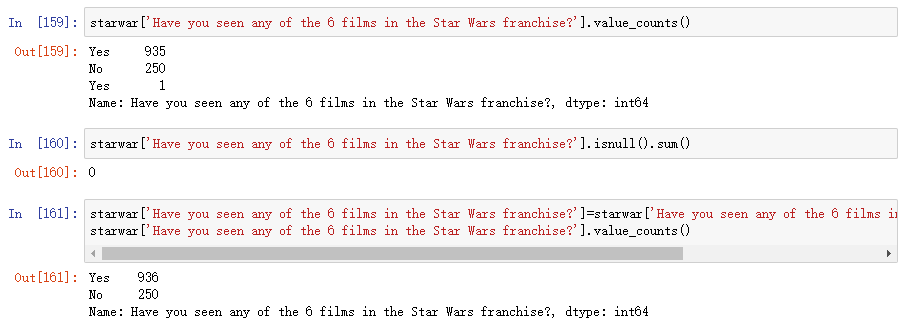 In [159]: starwar['Have you seen any of the 6 films in the Star Wars franchise?'].value_counts()
Out[159]: Yes 935
No 250
Yes 1
Name: Have you seen any of the 6 films in the Star Wars franchise?, dtype: int64
In [160]: starwar['Have you seen any of the 6 films in the Star Wars franchise?'].isnull().sum()
Out[160]: 0
In [161]: starwar['Have you seen any of the 6 films in the Star Wars franchise?']=starwar['Have you seen any of the 6 films
starwar['Have you seen any of the 6 films in the Star Wars franchise?'].value_counts()
Out[161]: Yes 936
No 250
Name: Have you seen any of the 6 films in the Star Wars franchise?, dtype: int64